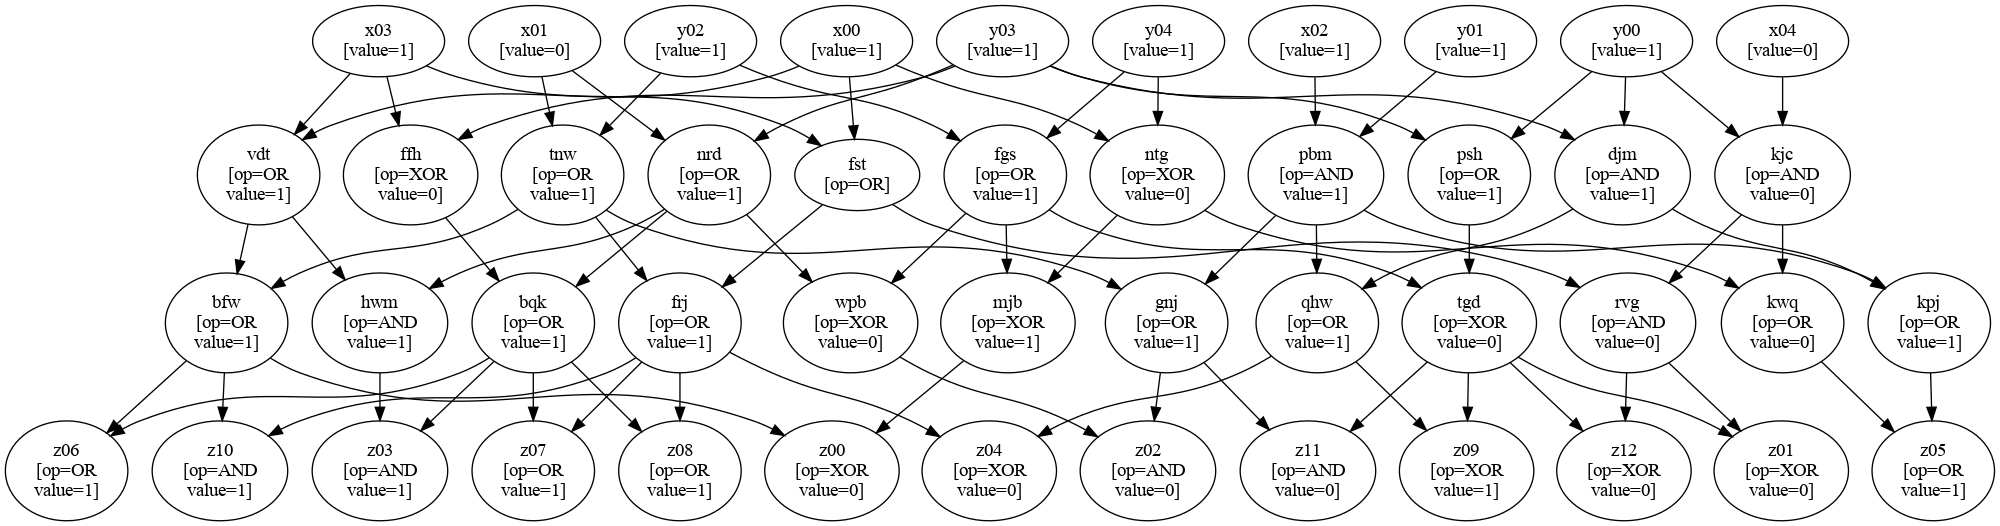 x03
[value=1]
x01
[value=0]
y02
[value=1]
x00
[value=1]
y03
[value=1]
y04
[value=1]
x02
[value=1]
y01
[value=1]
y00
[value=1]
x04
[value=0]
vdt
[op=OR
value=1]
ffh
[op=XOR
value=0]
tnw
[op=OR
value=1]
nrd
[op=OR
value=1]
fst
[op=OR]
fgs
[op=OR
value=1]
ntg
[op=XOR
value=0]
pbm
[op=AND
value=1]
psh
[op=OR
value=1]
djm
[op=AND
value=1]
kjc
[op=AND
value=0]
bfw
[op=OR
value=1]
hwm
[op=AND
value=1]
bqk
[op=OR
value=1]
frj
[op=OR
value=1]
wpb
[op=XOR
value=0]
mjb
[op=XOR
value=1]
gnj
[op=OR
value=1]
qhw
[op=OR
value=1]
tgd
[op=XOR
value=0]
rvg
[op=AND
value=0]
kwq
[op=OR
value=0]
kpj
[op=OR
value=1]
z06
[op=OR
value=1]
z10
[op=AND
value=1]
z03
[op=AND
value=1]
z07
[op=OR
value=1]
z08
[op=OR
value=1]
z00
[op=XOR
value=0]
z04
[op=XOR
value=0]
z02
[op=AND
value=0]
z11
[op=AND
value=0]
z09
[op=XOR
value=1]
z12
[op=XOR
value=0]
z01
[op=XOR
value=0]
z05
[op=OR
value=1]